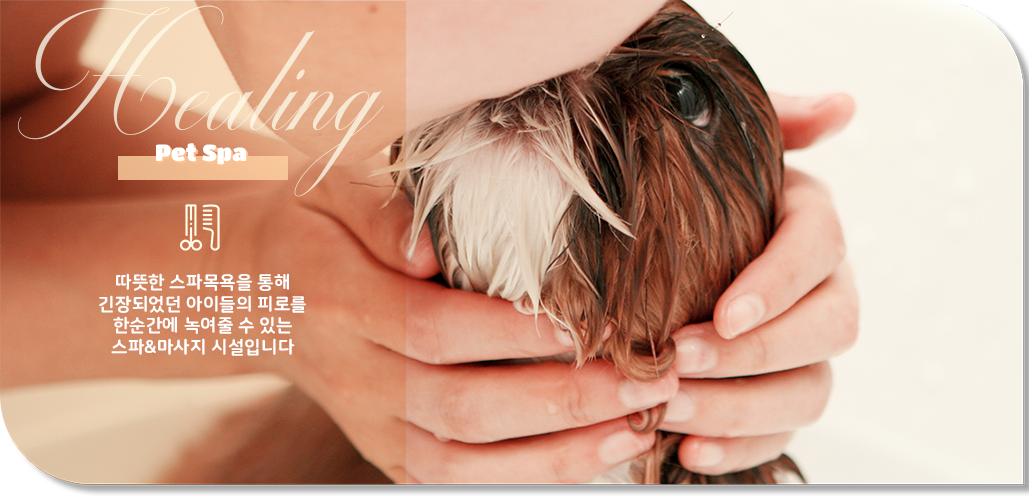 Healing
Pet Spa
따뜻한 스파목욕을 통해
긴장되었던 아이들의 피로를
한순간에 녹여줄 수 있는
스파&마사지 시설입니다